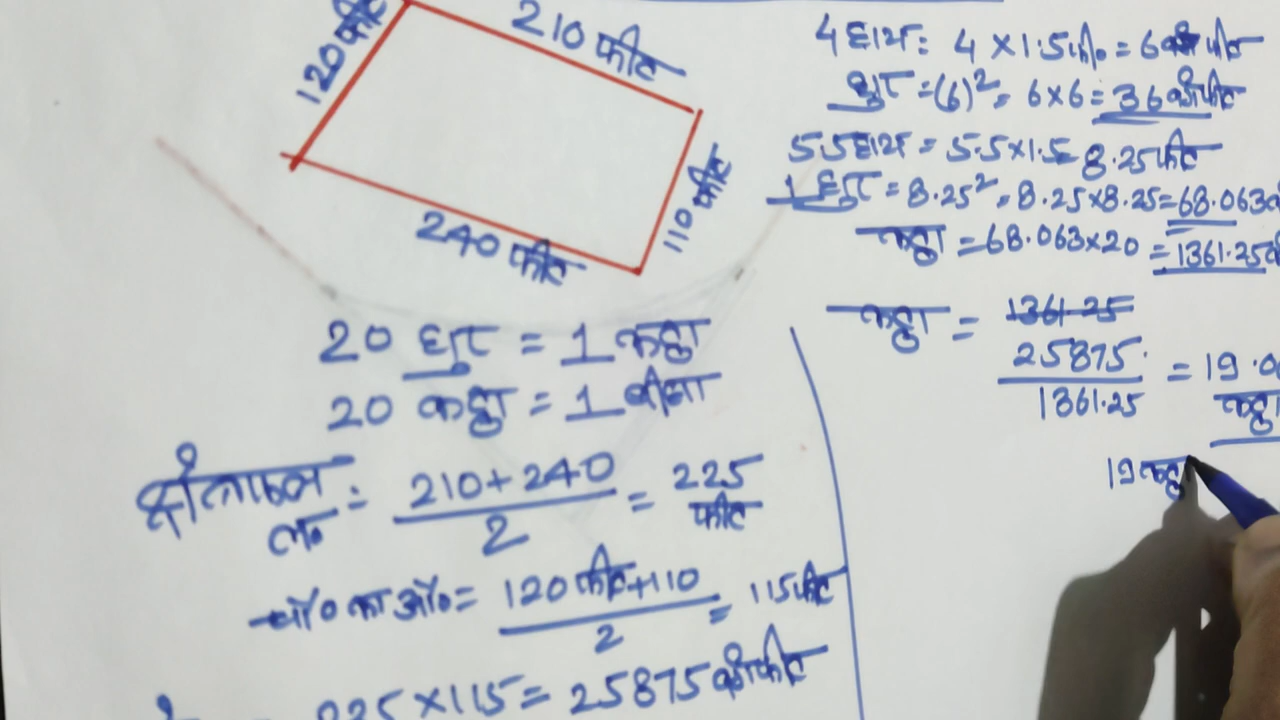 120 फीट
210 फीट
110 फीट
240 फीट
20 धुर = 1 कट्ठा
20 कट्ठा = 1 बीघा
क्षेत्रफल
ल० = 210+240 / 2 = 225 फीट
चौ० का औ० = 120 फीट+110 / 2 = 115 फीट
225 ×115 = 25875 वर्ग फीट
4 हाथ = 4 ×1.5 फी० = 6 फीट
धुर = (6)² = 6×6 = 36 वर्ग फीट
5.5 हाथ = 5.5×1.5 = 8.25 फीट
1 धुर = 8.25² = 8.25×8.25 = 68.063
कट्ठा = 68.063×20 = 1361.25
कट्ठा = 25875 / 1361.25 = 19.0
कट्ठा
19 कट्ठा